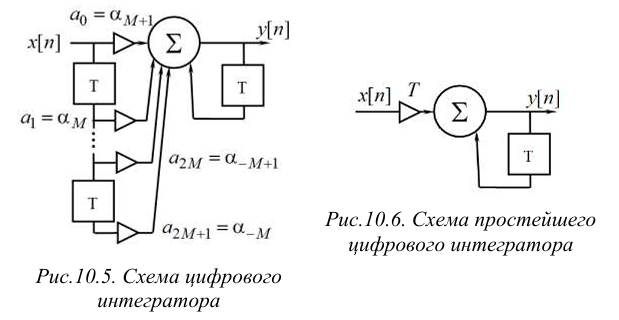 a₀ = α_{M+1}
x[n]
Σ
y[n]
T
T
a₁ = α_M
a_{2M} = α_{−M+1}
T
a_{2M+1} = α_{−M}
Рис.10.5. Схема цифрового
интегратора
x[n]
T
Σ
y[n]
T
Рис.10.6. Схема простейшего
цифрового интегратора